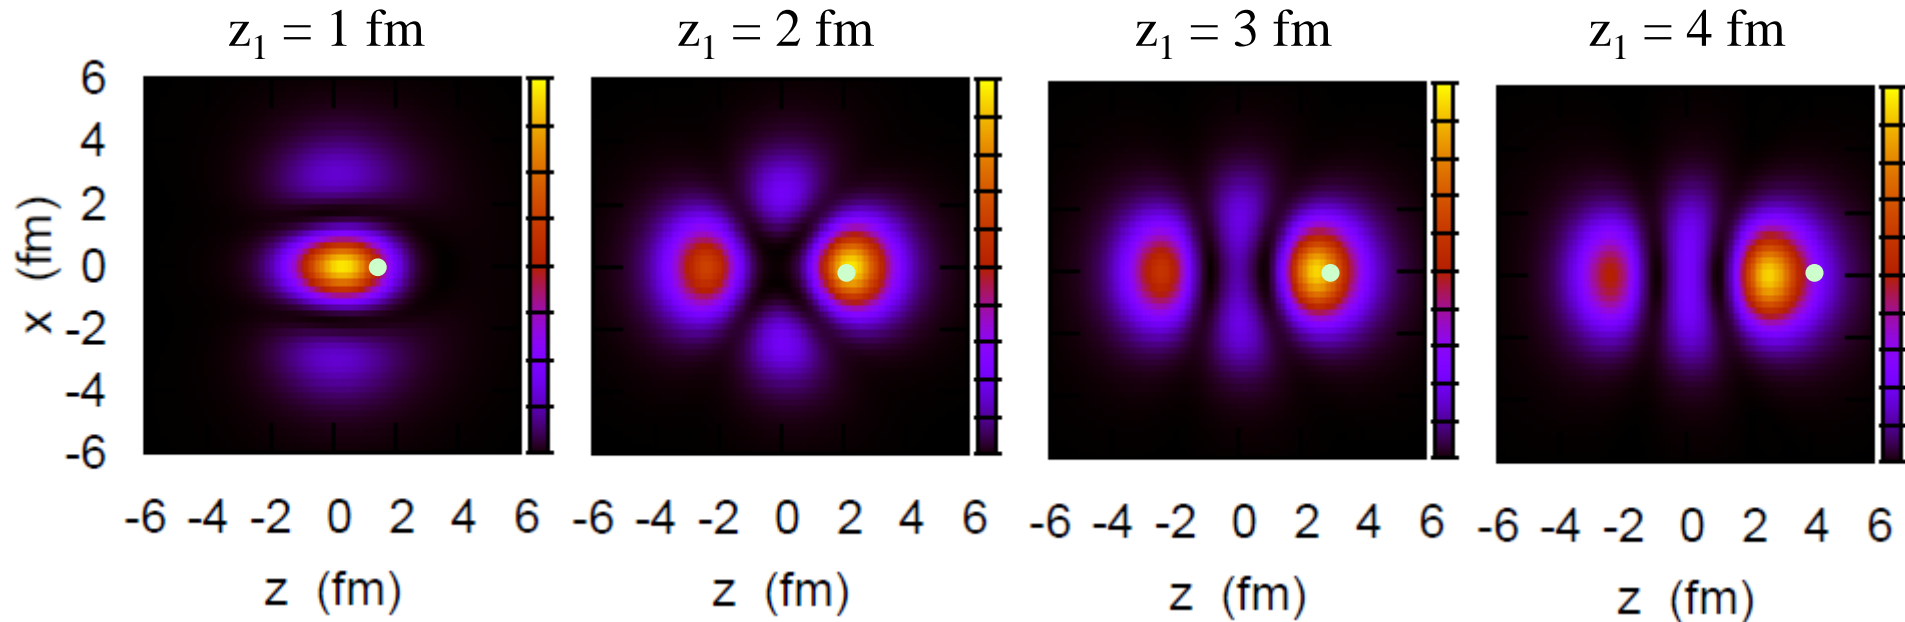 z₁ = 1 fm z₁ = 2 fm z₁ = 3 fm z₁ = 4 fm
6
4
2
0
-2
-4
-6
x (fm)
-6 -4 -2 0 2 4 6 -6 -4 -2 0 2 4 6 -6 -4 -2 0 2 4 6 -6 -4 -2 0 2 4 6
z (fm) z (fm) z (fm) z (fm)